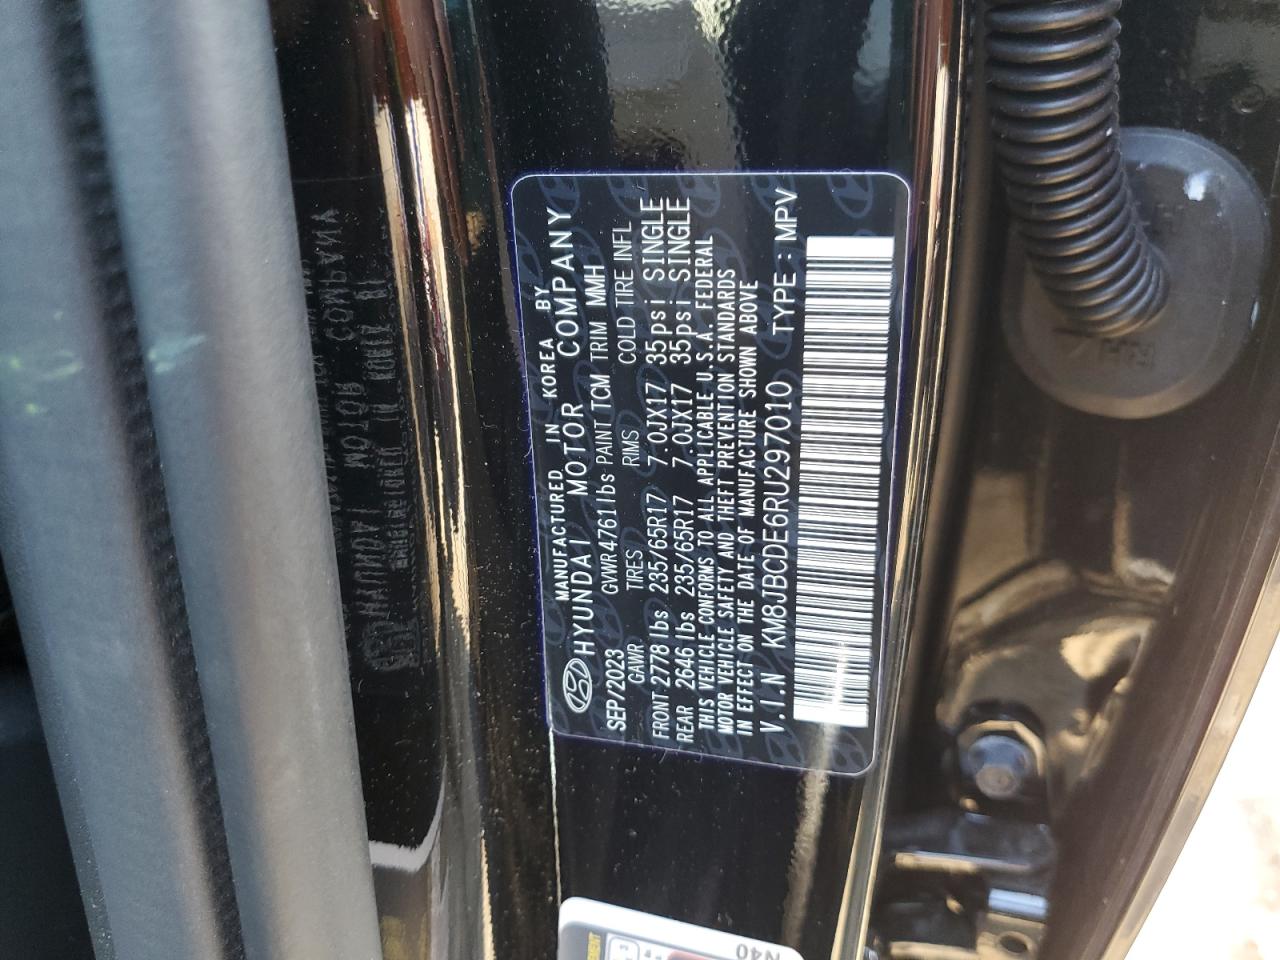 MANUFACTURED IN KOREA BY
HYUNDAI MOTOR COMPANY
SEP/2023 GVWR 4761 lbs PAINT TCM TRIM MMH
GAWR TIRES RIMS COLD TIRE INFL
FRONT 2778 lbs 235/65R17 7.0JX17 35psi SINGLE
REAR 2646 lbs 235/65R17 7.0JX17 35psi SINGLE
THIS VEHICLE CONFORMS TO ALL APPLICABLE U.S.A. FEDERAL
MOTOR VEHICLE SAFETY AND THEFT PREVENTION STANDARDS
IN EFFECT ON THE DATE OF MANUFACTURE SHOWN ABOVE
V.I.N KM8JBCDE6RU297010 TYPE : MPV
N40